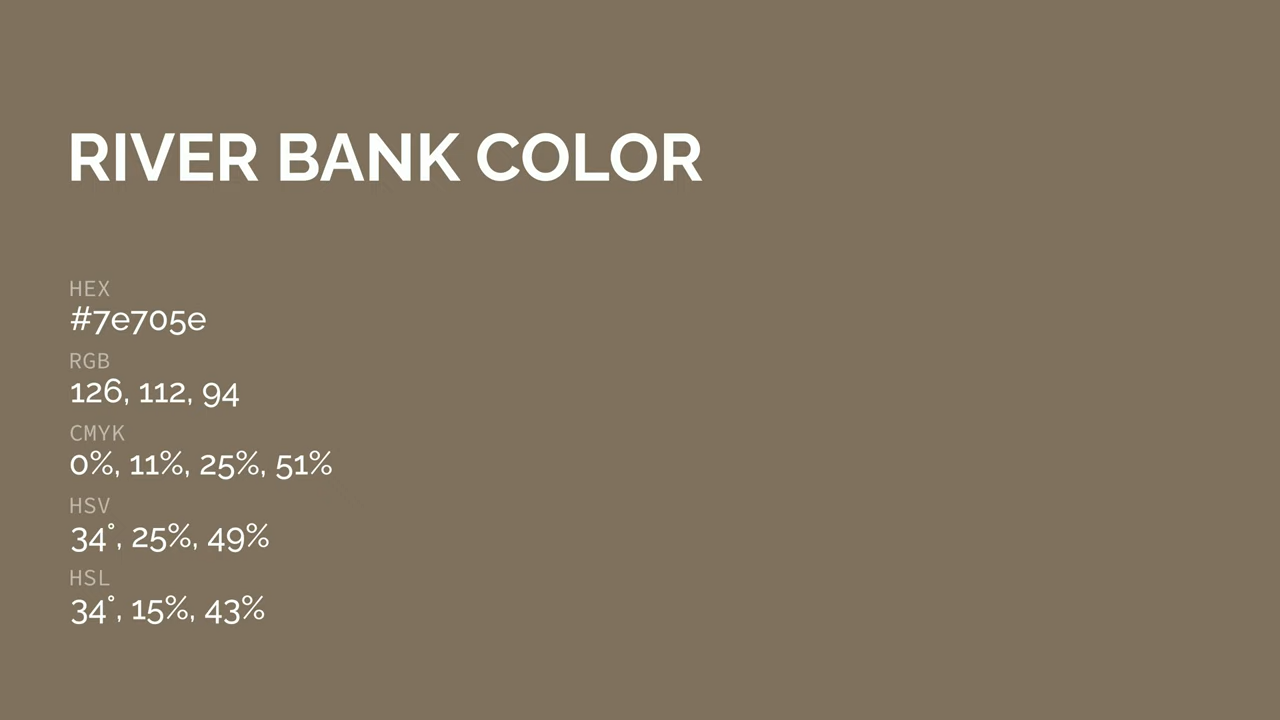 RIVER BANK COLOR
HEX
#7e705e
RGB
126, 112, 94
CMYK
0%, 11%, 25%, 51%
HSV
34°, 25%, 49%
HSL
34°, 15%, 43%